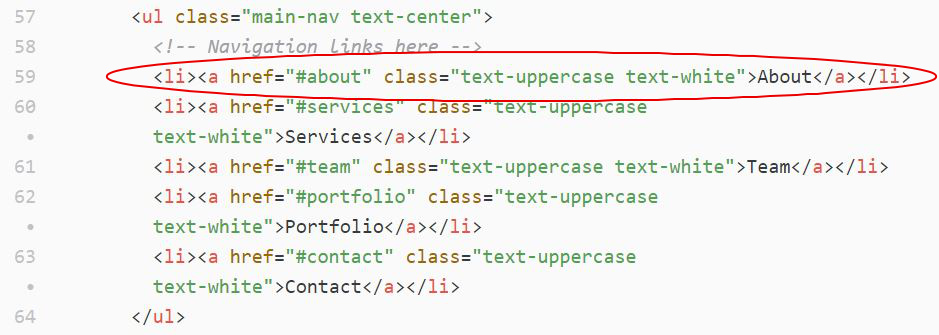 57 <ul class="main-nav text-center">
58 <!-- Navigation links here -->
59 <li><a href="#about" class="text-uppercase text-white">About</a></li>
60 <li><a href="#services" class="text-uppercase
• text-white">Services</a></li>
61 <li><a href="#team" class="text-uppercase text-white">Team</a></li>
62 <li><a href="#portfolio" class="text-uppercase
• text-white">Portfolio</a></li>
63 <li><a href="#contact" class="text-uppercase
• text-white">Contact</a></li>
64 </ul>